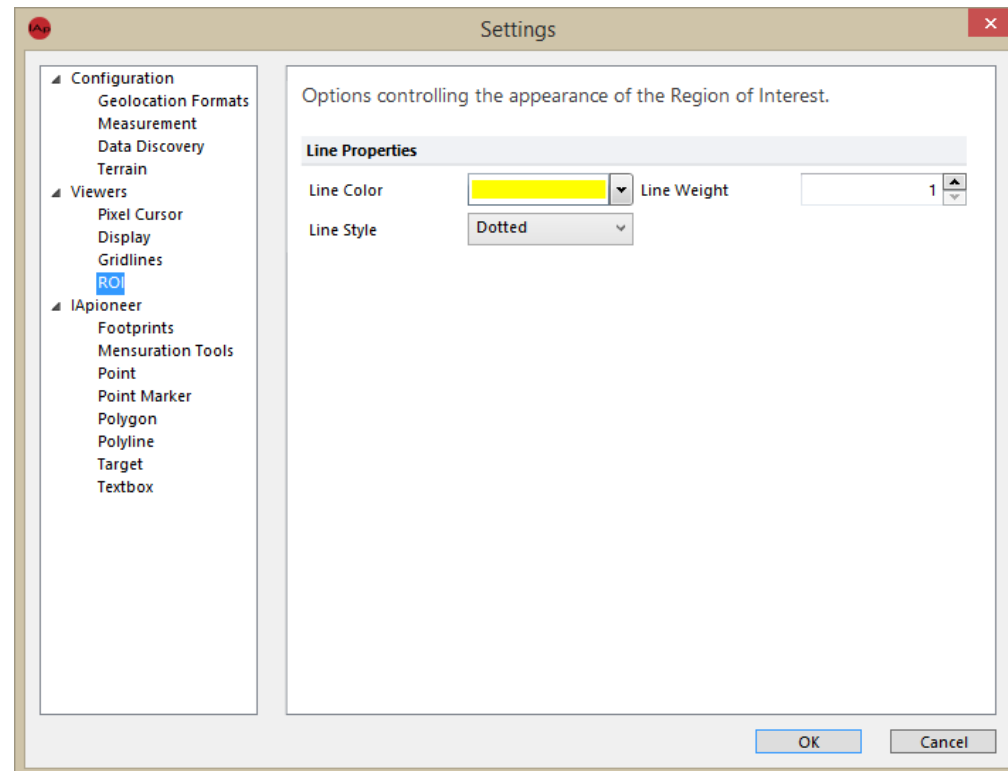 IAp
Settings
Configuration
Geolocation Formats
Measurement
Data Discovery
Terrain
Viewers
Pixel Cursor
Display
Gridlines
ROI
IApioneer
Footprints
Mensuration Tools
Point
Point Marker
Polygon
Polyline
Target
Textbox
Options controlling the appearance of the Region of Interest.
Line Properties
Line Color
Line Weight 1
Line Style Dotted
OK Cancel